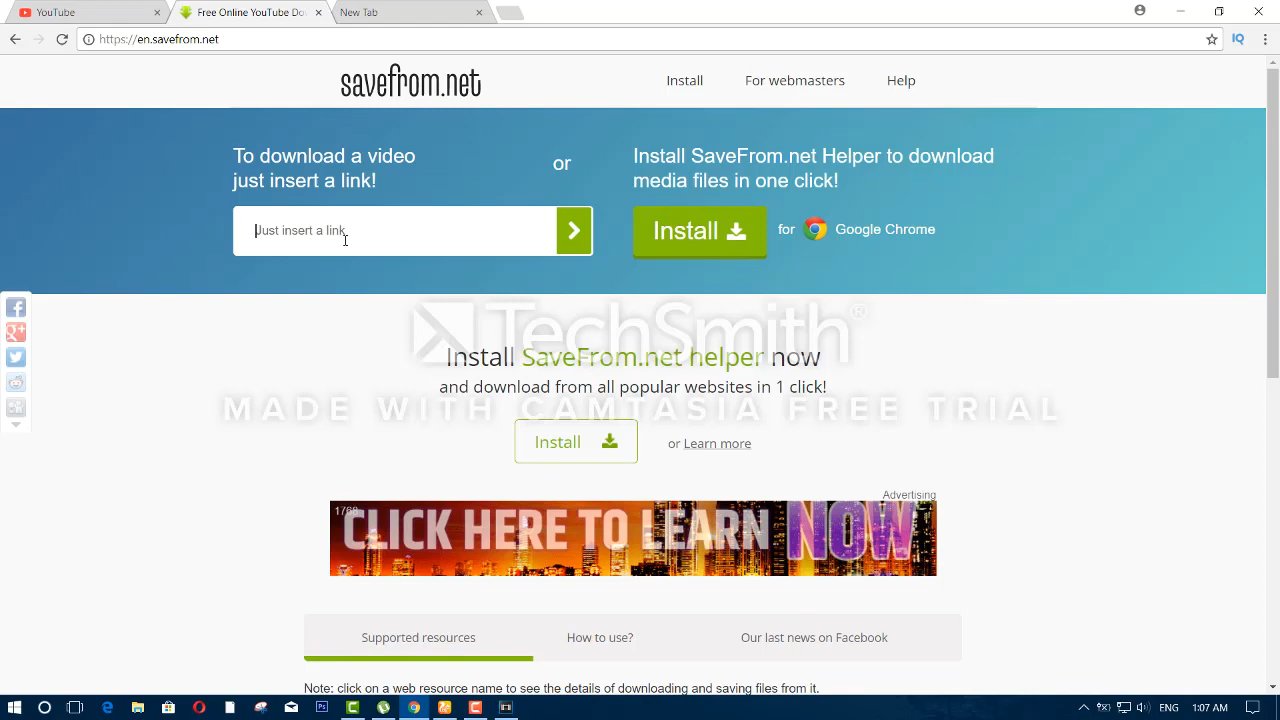 YouTube
Free Online YouTube Do
New Tab
https://en.savefrom.net
IQ
savefrom.net
Install
For webmasters
Help
To download a video
just insert a link!
or
Install SaveFrom.net Helper to download
media files in one click!
Just insert a link
Install
for
Google Chrome
TechSmith®
Install SaveFrom.net helper now
and download from all popular websites in 1 click!
MADE WITH CAMTASIA FREE TRIAL
Install
or Learn more
Advertising
1768
CLICK HERE TO LEARN NOW
Supported resources
How to use?
Our last news on Facebook
Note: click on a web resource name to see the details of downloading and saving files from it.
ENG
1:07 AM